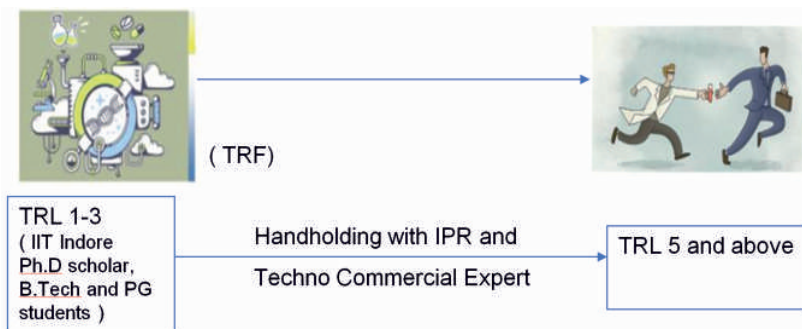 ( TRF)
TRL 1-3
( IIT Indore
Ph.D scholar,
B.Tech and PG
students )
Handholding with IPR and
Techno Commercial Expert
TRL 5 and above